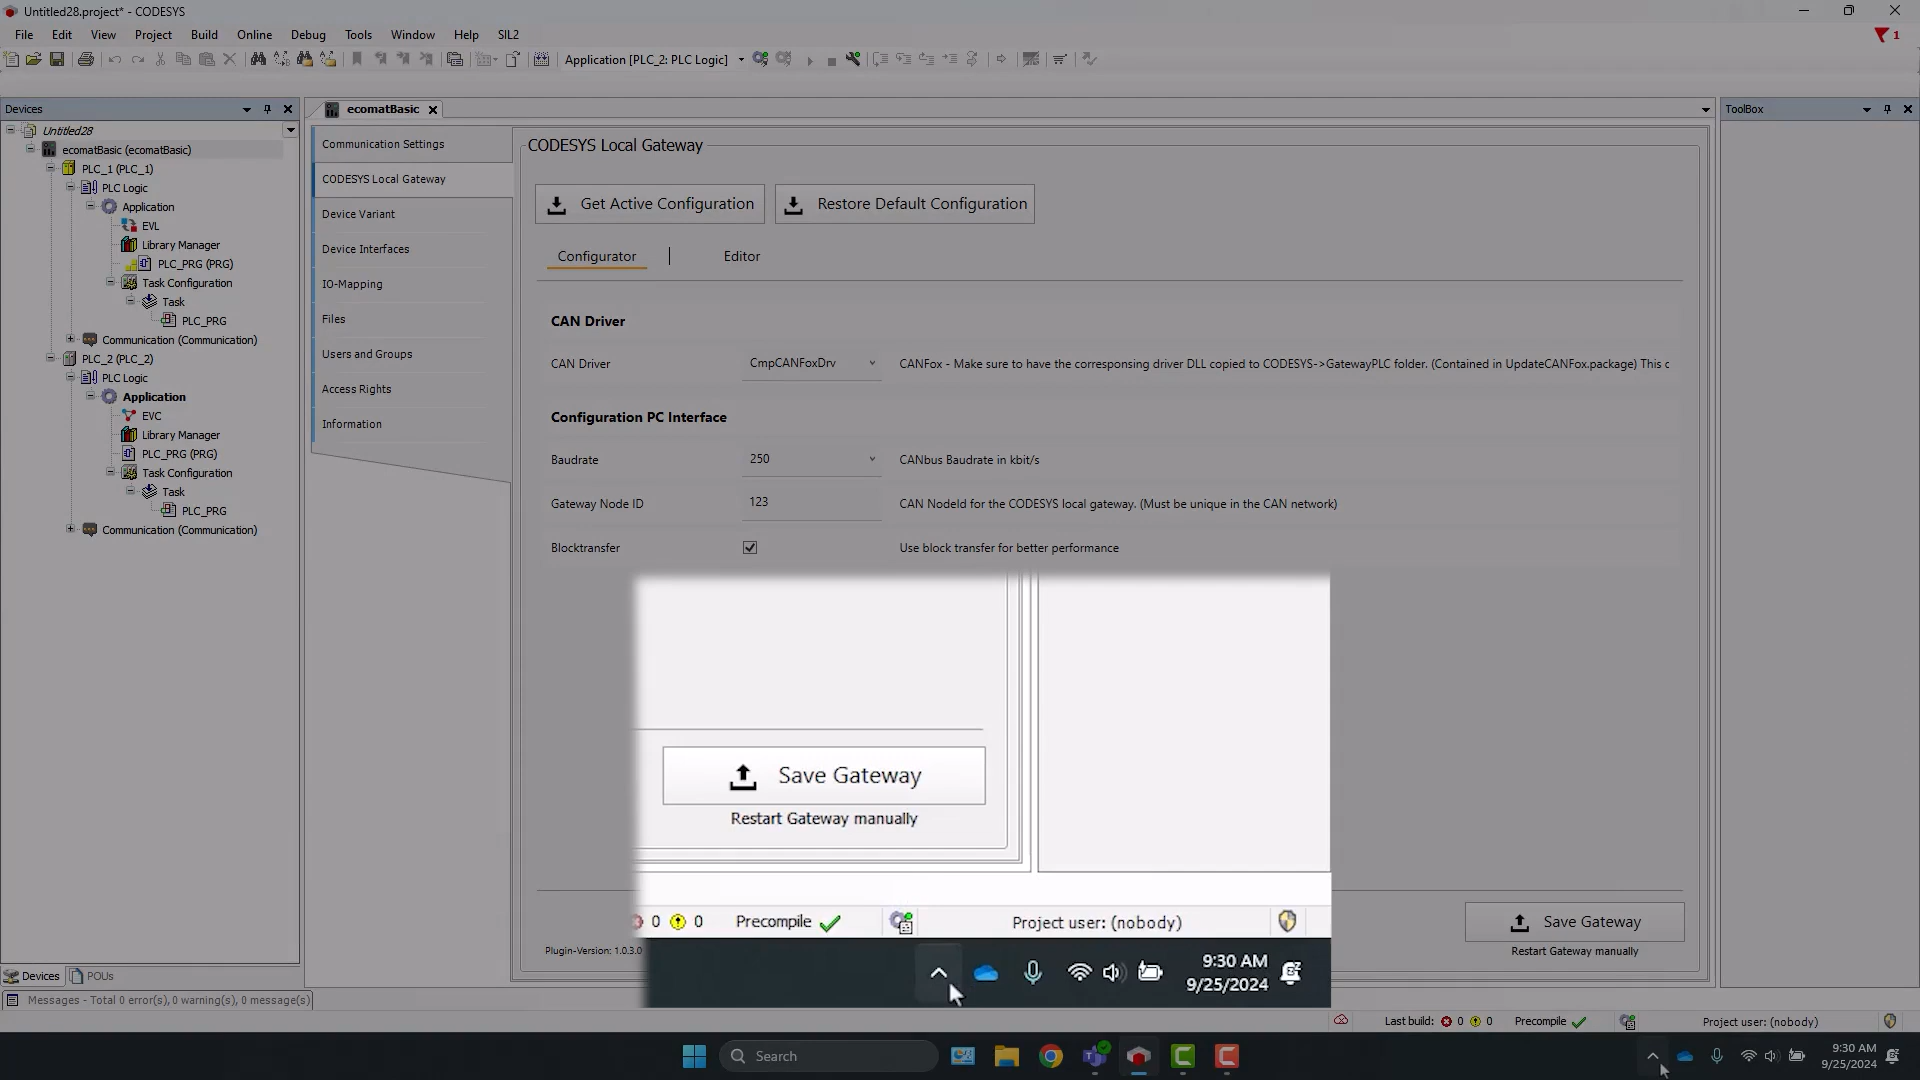 Untitled28.project* - CODESYS
File Edit View Project Build Online Debug Tools Window Help SIL2
1
Application [PLC_2: PLC Logic]
Devices
Untitled28
ecomatBasic (ecomatBasic)
PLC_1 (PLC_1)
PLC Logic
Application
EVL
Library Manager
PLC_PRG (PRG)
Task Configuration
Task
PLC_PRG
Communication (Communication)
PLC_2 (PLC_2)
PLC Logic
Application
EVC
Library Manager
PLC_PRG (PRG)
Task Configuration
Task
PLC_PRG
Communication (Communication)
Devices POUs
ecomatBasic
Communication Settings
CODESYS Local Gateway
Device Variant
Device Interfaces
IO-Mapping
Files
Users and Groups
Access Rights
Information
CODESYS Local Gateway
Get Active Configuration Restore Default Configuration
Configurator | Editor
CAN Driver
CAN Driver CmpCANFoxDrv CANFox - Make sure to have the corresponsing driver DLL copied to CODESYS->GatewayPLC folder. (Contained in UpdateCANFox.package) This c
Configuration PC Interface
Baudrate 250 CANbus Baudrate in kbit/s
Gateway Node ID 123 CAN NodeId for the CODESYS local gateway. (Must be unique in the CAN network)
Blocktransfer Use block transfer for better performance
Save Gateway
Restart Gateway manually
0 0 Precompile Project user: (nobody)
9:30 AM
9/25/2024
Plugin-Version: 1.0.3.0
Save Gateway
Restart Gateway manually
ToolBox
Messages - Total 0 error(s), 0 warning(s), 0 message(s)
Last build: 0 0 Precompile Project user: (nobody)
Search
9:30 AM
9/25/2024